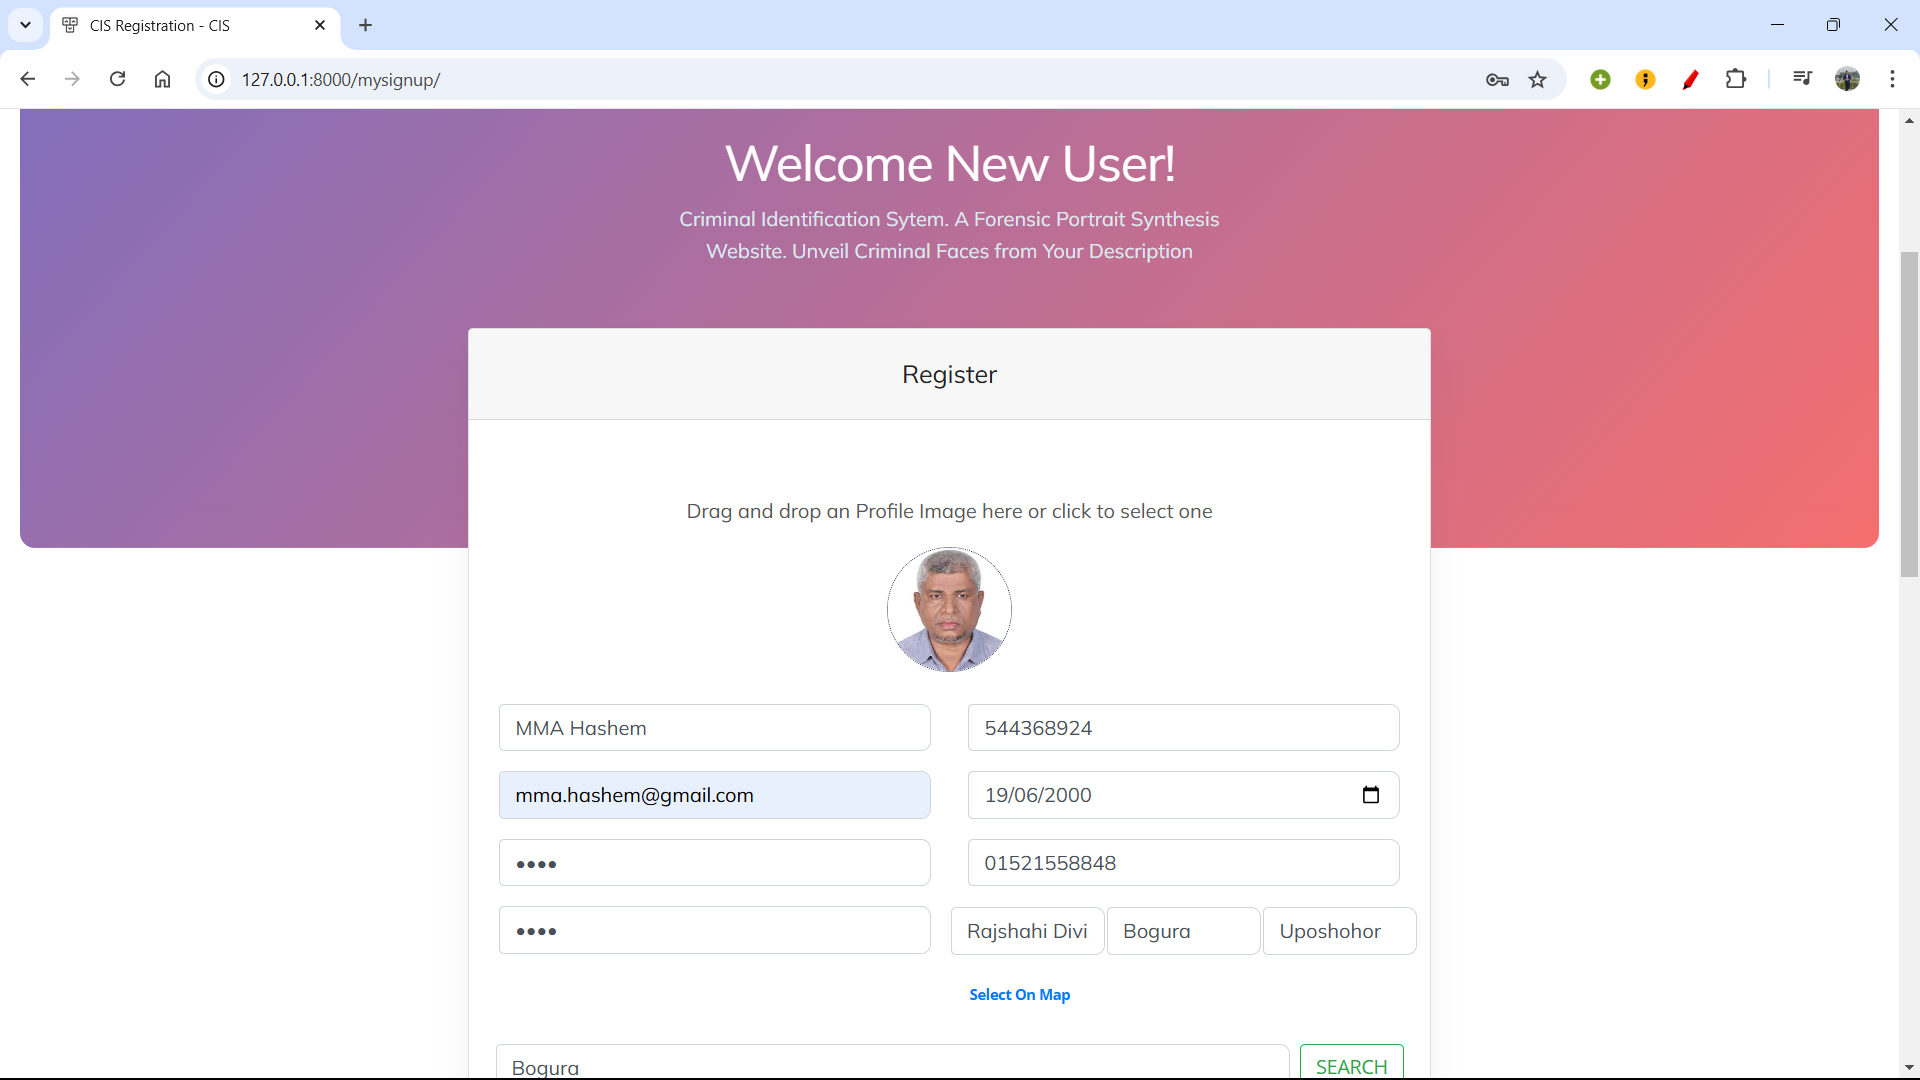 CIS Registration - CIS
127.0.0.1:8000/mysignup/
Welcome New User!
Criminal Identification Sytem. A Forensic Portrait Synthesis
Website. Unveil Criminal Faces from Your Description
Register
Drag and drop an Profile Image here or click to select one
MMA Hashem
544368924
mma.hashem@gmail.com
19/06/2000
••••
01521558848
••••
Rajshahi Divi
Bogura
Uposhohor
Select On Map
Bogura
SEARCH